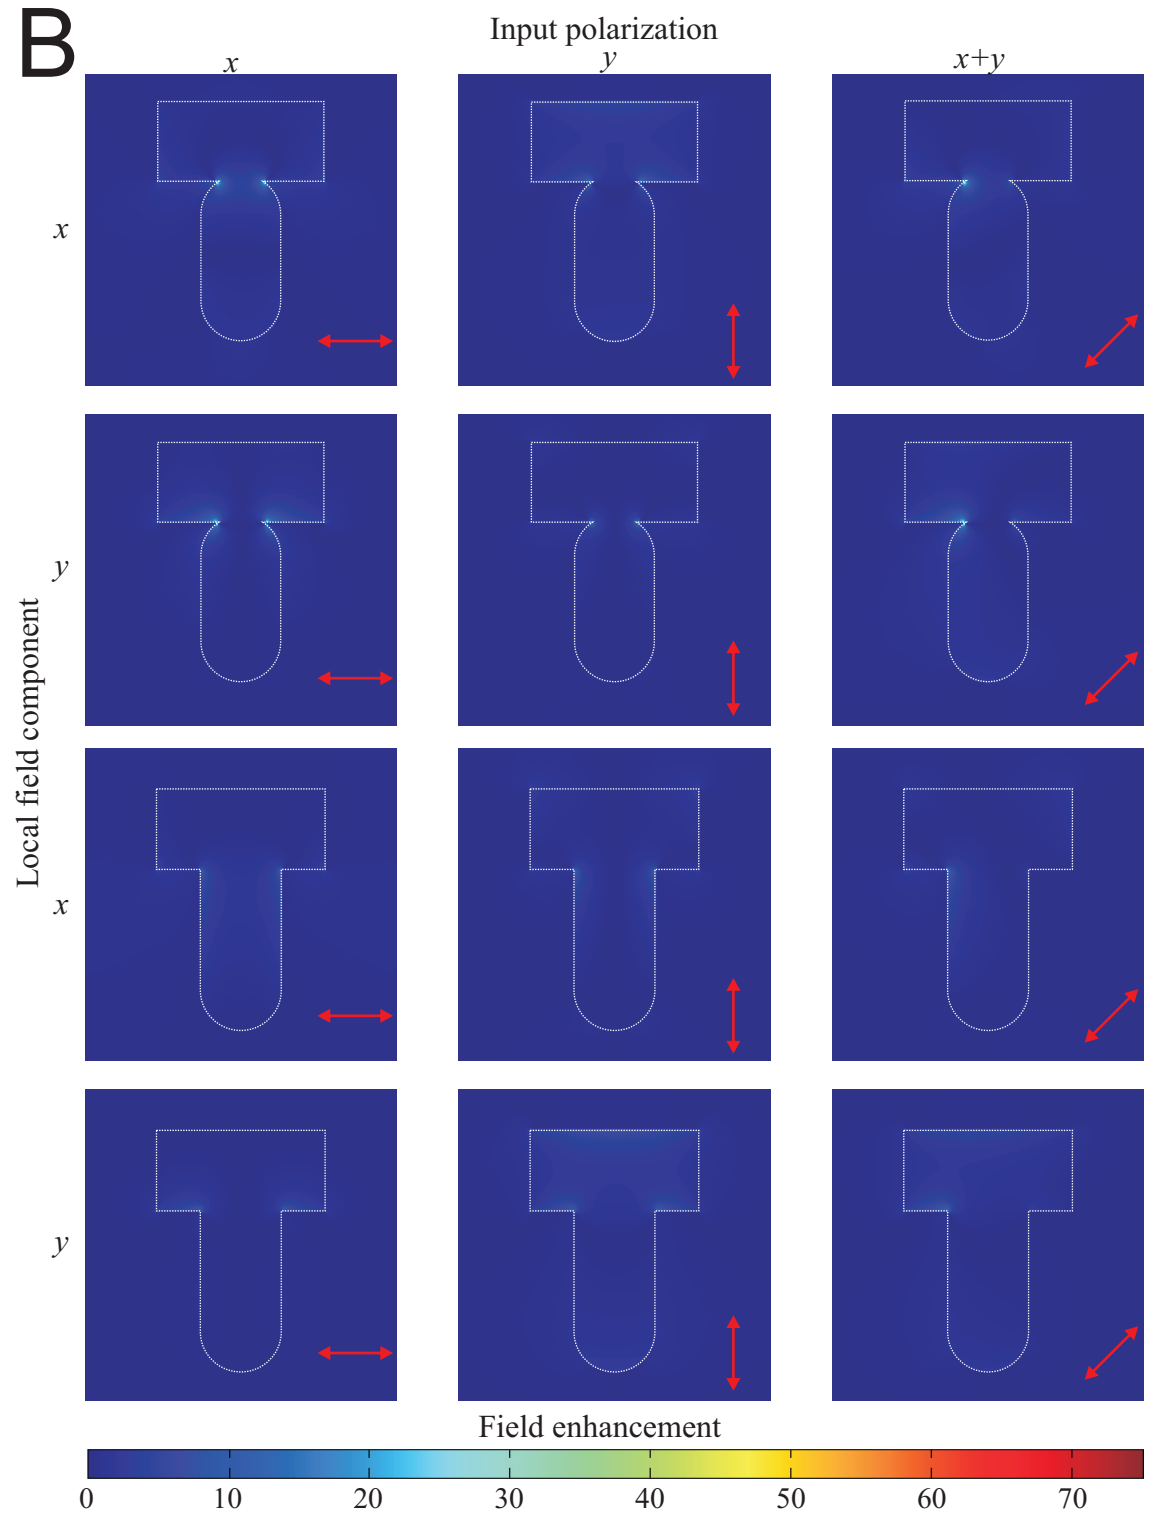 B
Input polarization
x y x+y
x
y
Local field component
x
y
Field enhancement
0 10 20 30 40 50 60 70